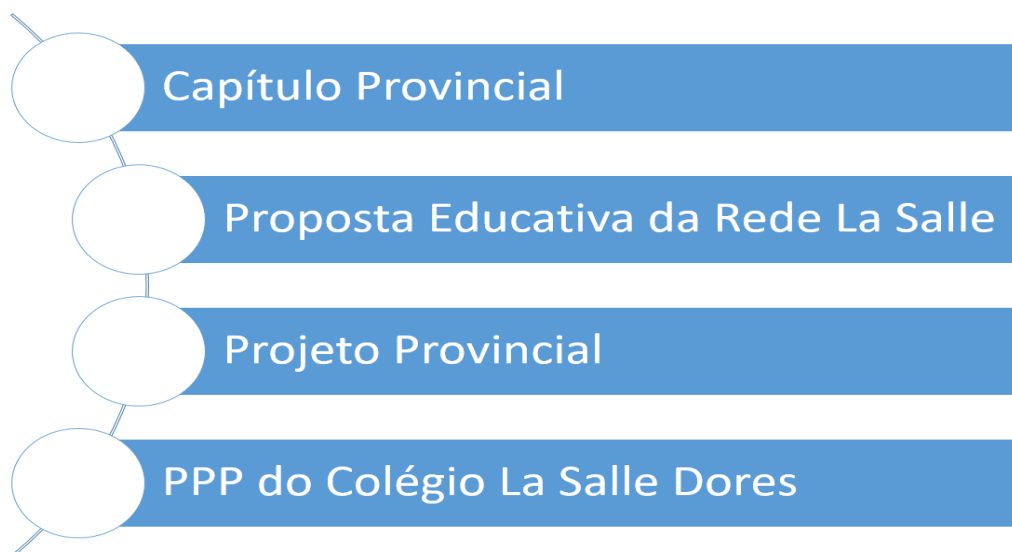 Capítulo Provincial
Proposta Educativa da Rede La Salle
Projeto Provincial
PPP do Colégio La Salle Dores